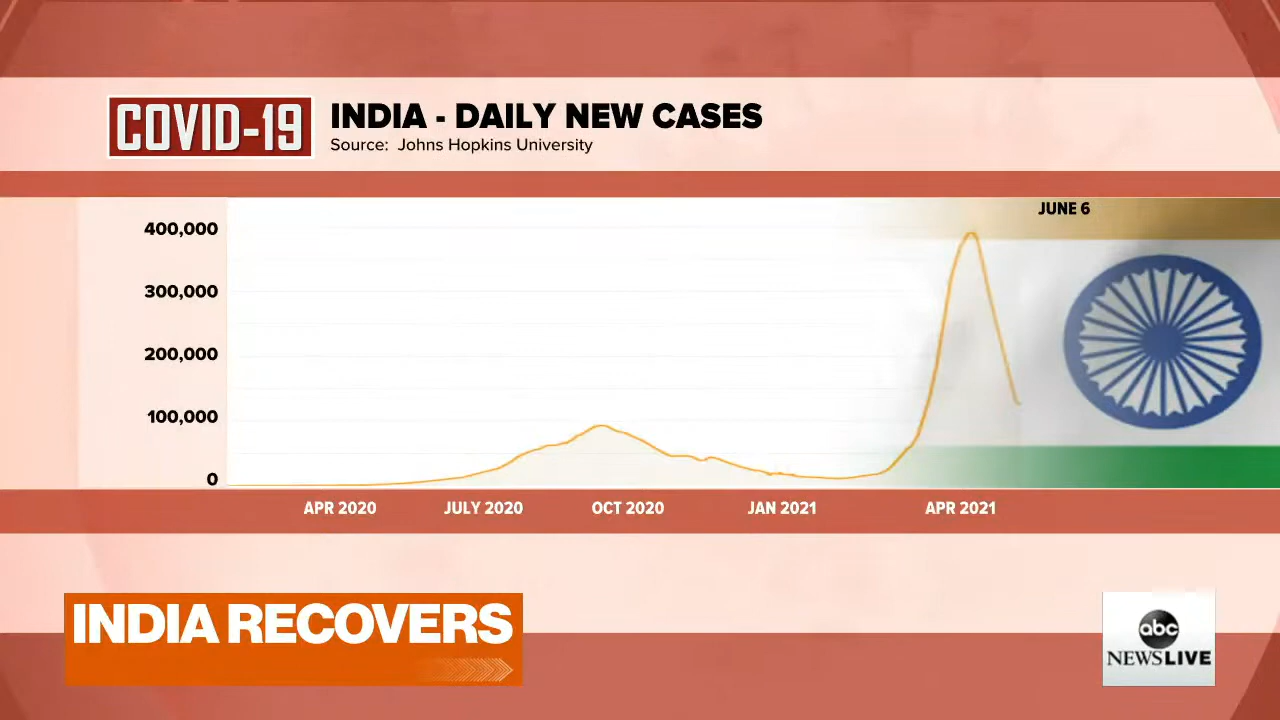 COVID-19
INDIA - DAILY NEW CASES
Source: Johns Hopkins University
JUNE 6
400,000
300,000
200,000
100,000
0
APR 2020 JULY 2020 OCT 2020 JAN 2021 APR 2021
INDIA RECOVERS
abc
NEWSLIVE